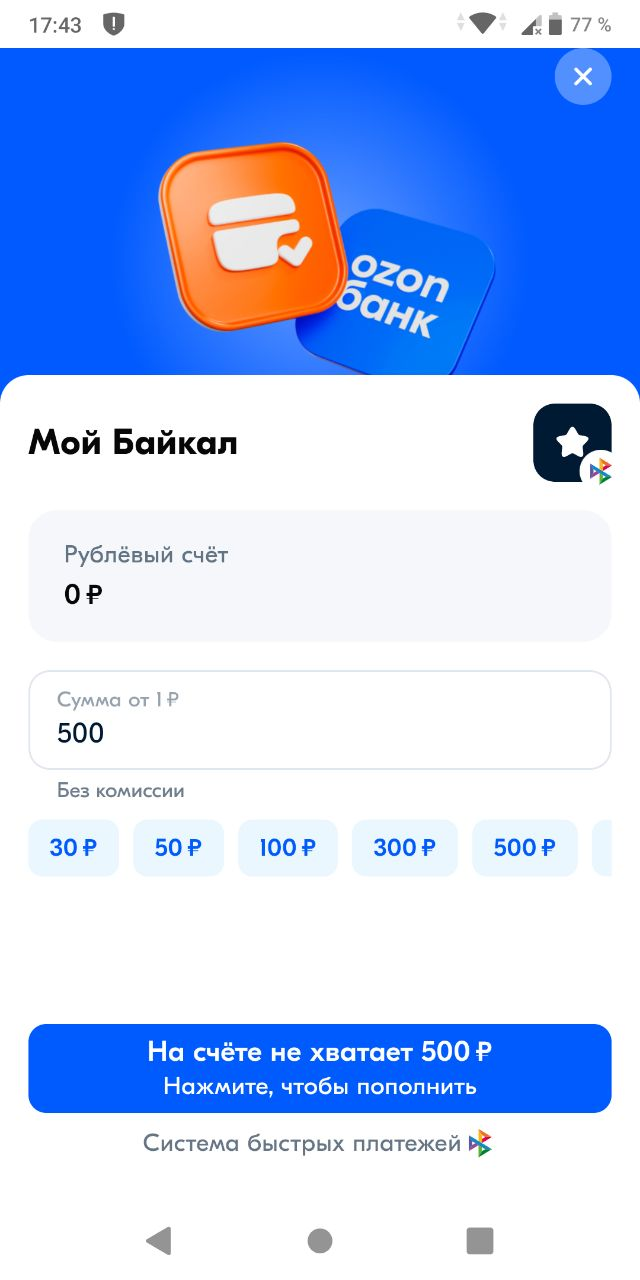 17:43
77 %
ozon
банк
Мой Байкал
Рублёвый счёт
0 ₽
Сумма от 1 ₽
500
Без комиссии
30 ₽ 50 ₽ 100 ₽ 300 ₽ 500 ₽
На счёте не хватает 500 ₽
Нажмите, чтобы пополнить
Система быстрых платежей